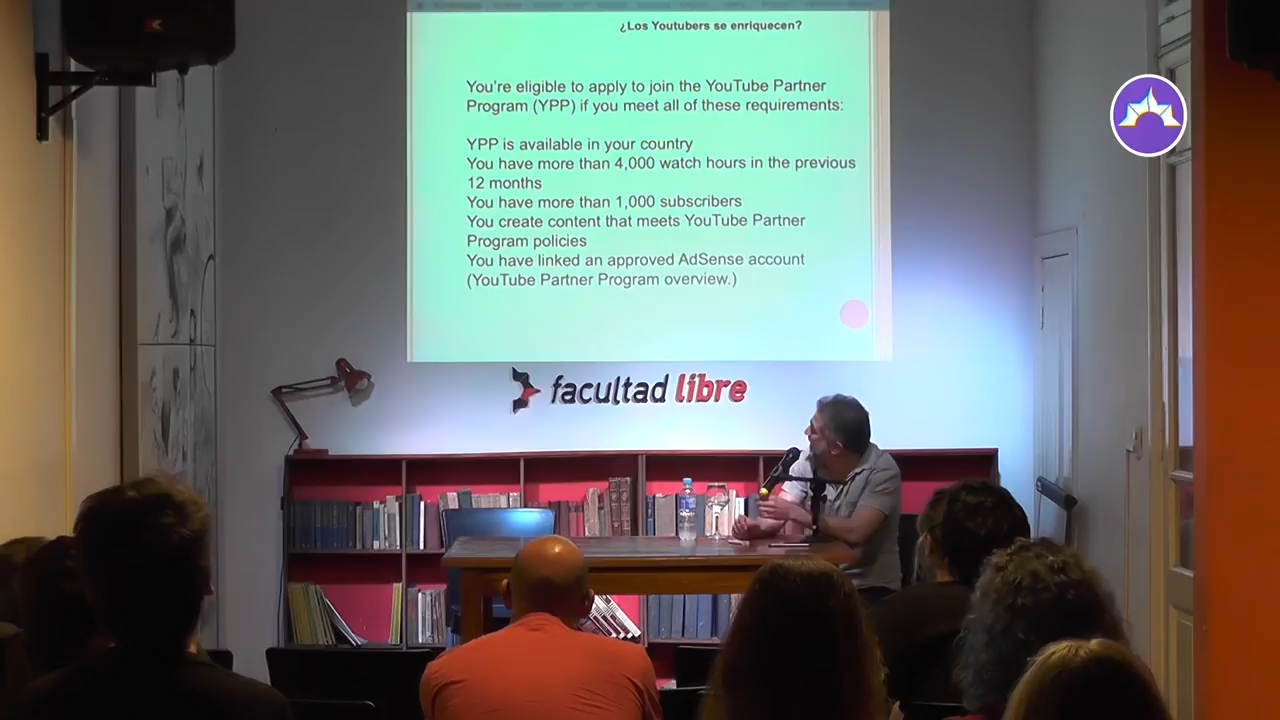 ¿Los Youtubers se enriquecen?
You're eligible to apply to join the YouTube Partner
Program (YPP) if you meet all of these requirements:
YPP is available in your country
You have more than 4,000 watch hours in the previous
12 months
You have more than 1,000 subscribers
You create content that meets YouTube Partner
Program policies
You have linked an approved AdSense account
(YouTube Partner Program overview.)
facultad libre